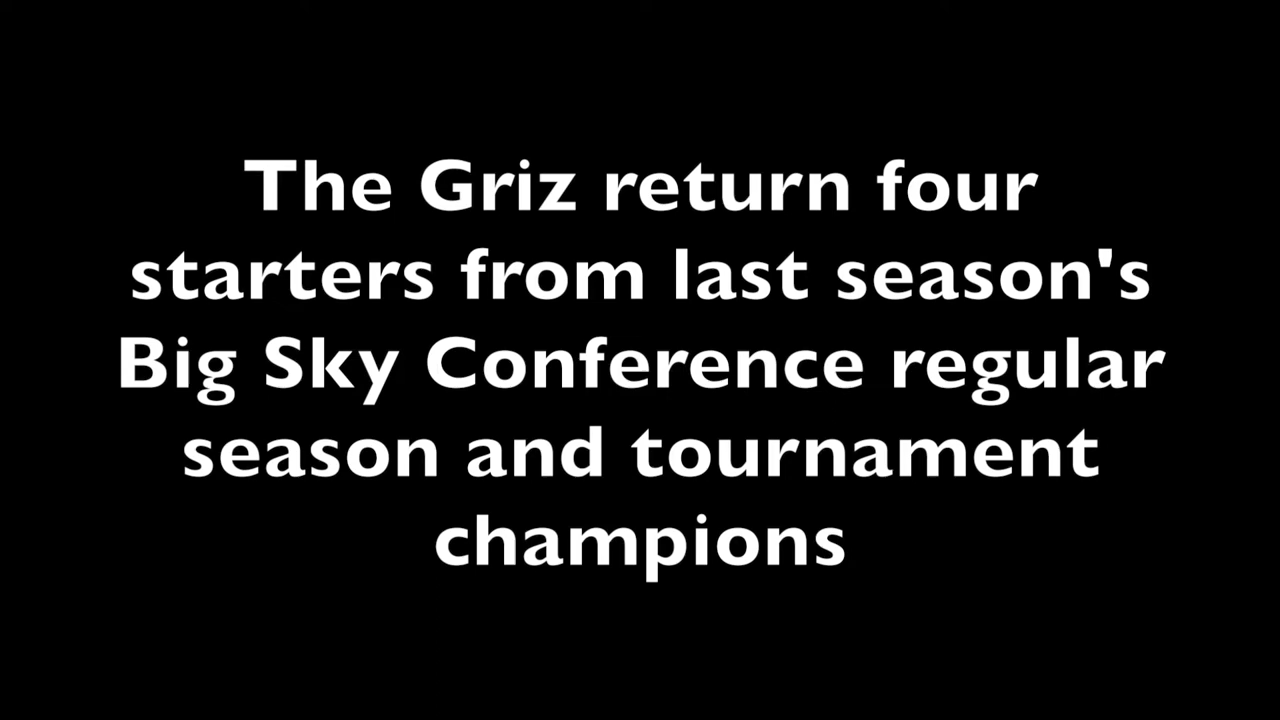 The Griz return four
starters from last season's
Big Sky Conference regular
season and tournament
champions